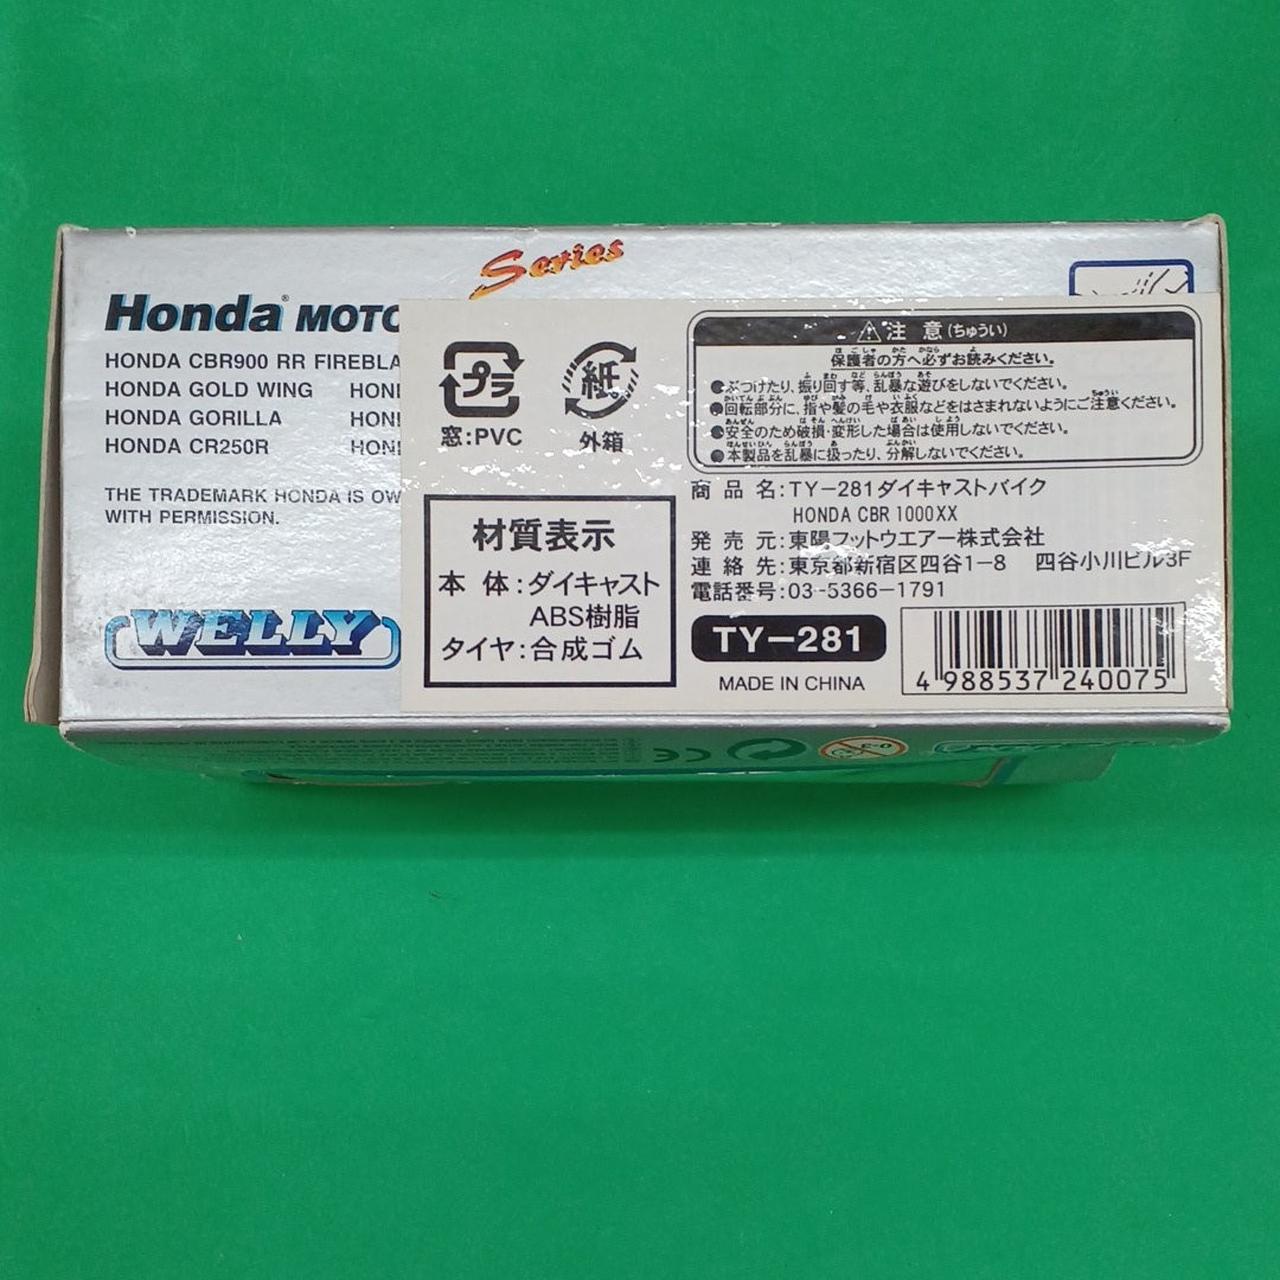 Series
Honda MOTO
HONDA CBR900 RR FIREBLA
HONDA GOLD WING HON
HONDA GORILLA HON
HONDA CR250R HON
THE TRADEMARK HONDA IS OW
WITH PERMISSION.
WELLY
プラ
窓:PVC
紙
外箱
材質表示
本体:ダイキャスト
ABS樹脂
タイヤ:合成ゴム
注意(ちゅうい)
保護者の方へ必ずお読みください。
●ぶつけたり、振り回す等、乱暴な遊びをしないでください。
●回転部分に、指や髪の毛や衣服などをはさまれないようにご注意ください。
●安全のため破損・変形した場合は使用しないでください。
●本製品を乱暴に扱ったり、分解しないでください。
商品名:TY-281ダイキャストバイク
HONDA CBR 1000XX
発売元:東陽フットウエアー株式会社
連絡先:東京都新宿区四谷1-8 四谷小川ビル3F
電話番号:03-5366-1791
TY-281
MADE IN CHINA
4 988537 240075
CE
0-3